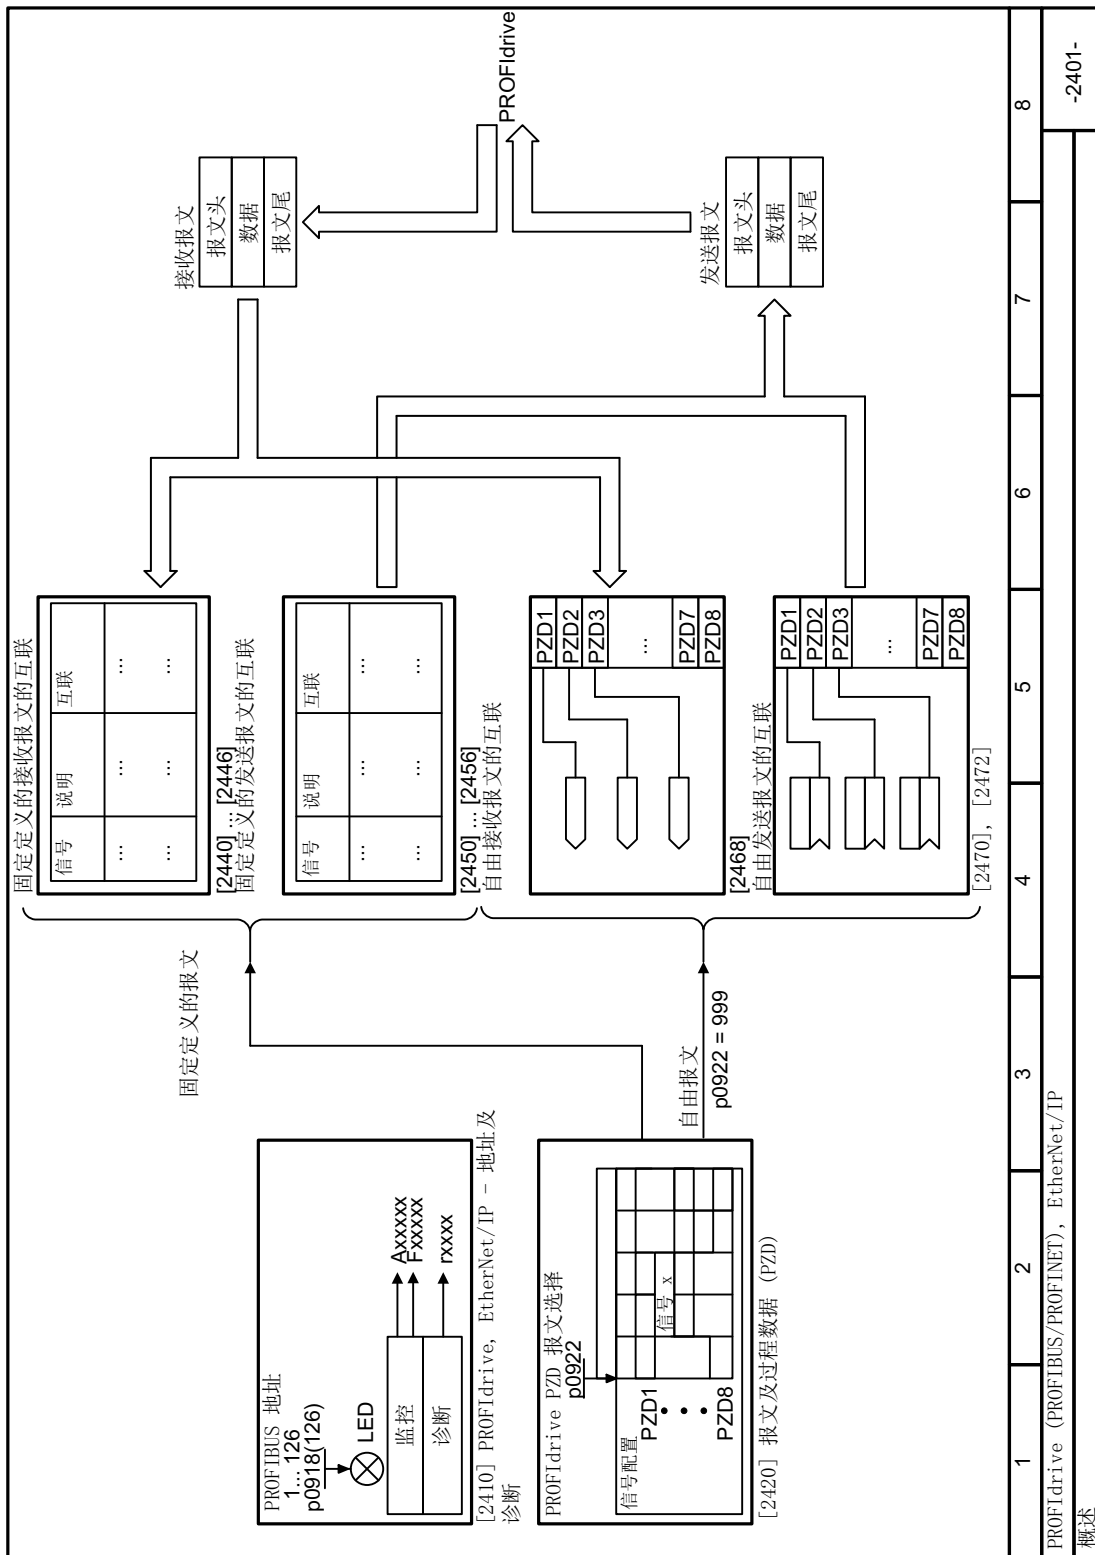 PROFIBUS 地址
1... 126
p0918(126)
LED
监控
诊断
Axxxxx
Fxxxxx
rxxxx
[2410] PROFIdrive, EtherNet/IP - 地址及
诊断
PROFIdrive PZD 报文选择
p0922
信号配置
PZD1
PZD8
信号 x
[2420] 报文及过程数据 (PZD)
固定定义的报文
自由报文
p0922 = 999
固定定义的接收报文的互联
信号 说明 互联
... ... ...
... ... ...
[2440] ... [2446]
固定定义的发送报文的互联
信号 说明 互联
... ... ...
... ... ...
[2450] ... [2456]
自由接收报文的互联
PZD1
PZD2
PZD3
...
PZD7
PZD8
[2468]
自由发送报文的互联
PZD1
PZD2
PZD3
...
PZD7
PZD8
[2470], [2472]
接收报文
报文头
数据
报文尾
PROFIdrive
发送报文
报文头
数据
报文尾
1 2 3 4 5 6 7 8
PROFIdrive (PROFIBUS/PROFINET), EtherNet/IP
概述
-2401-